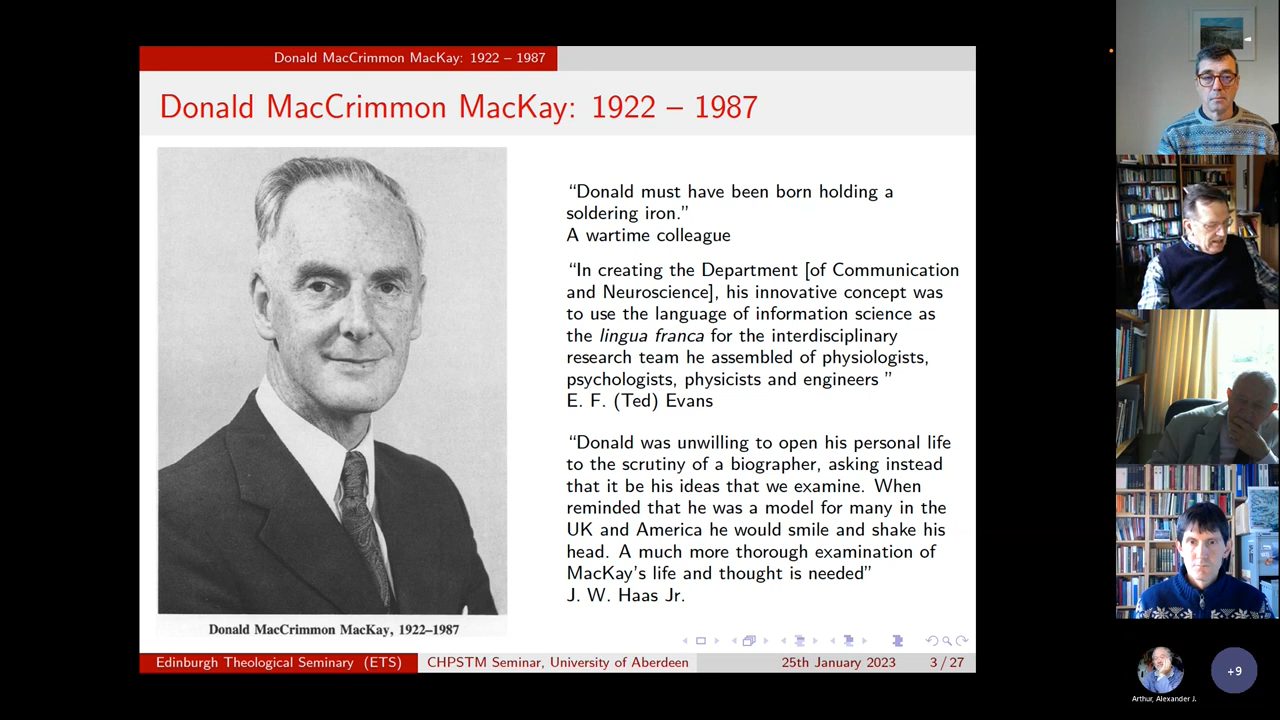 Donald MacCrimmon MacKay: 1922 – 1987
Donald MacCrimmon MacKay: 1922 – 1987
“Donald must have been born holding a
soldering iron.”
A wartime colleague
“In creating the Department [of Communication
and Neuroscience], his innovative concept was
to use the language of information science as
the lingua franca for the interdisciplinary
research team he assembled of physiologists,
psychologists, physicists and engineers ”
E. F. (Ted) Evans
“Donald was unwilling to open his personal life
to the scrutiny of a biographer, asking instead
that it be his ideas that we examine. When
reminded that he was a model for many in the
UK and America he would smile and shake his
head. A much more thorough examination of
MacKay’s life and thought is needed”
J. W. Haas Jr.
Donald MacCrimmon MacKay, 1922–1987
Edinburgh Theological Seminary (ETS) CHPSTM Seminar, University of Aberdeen 25th January 2023 3 / 27
+9
Arthur, Alexander J.